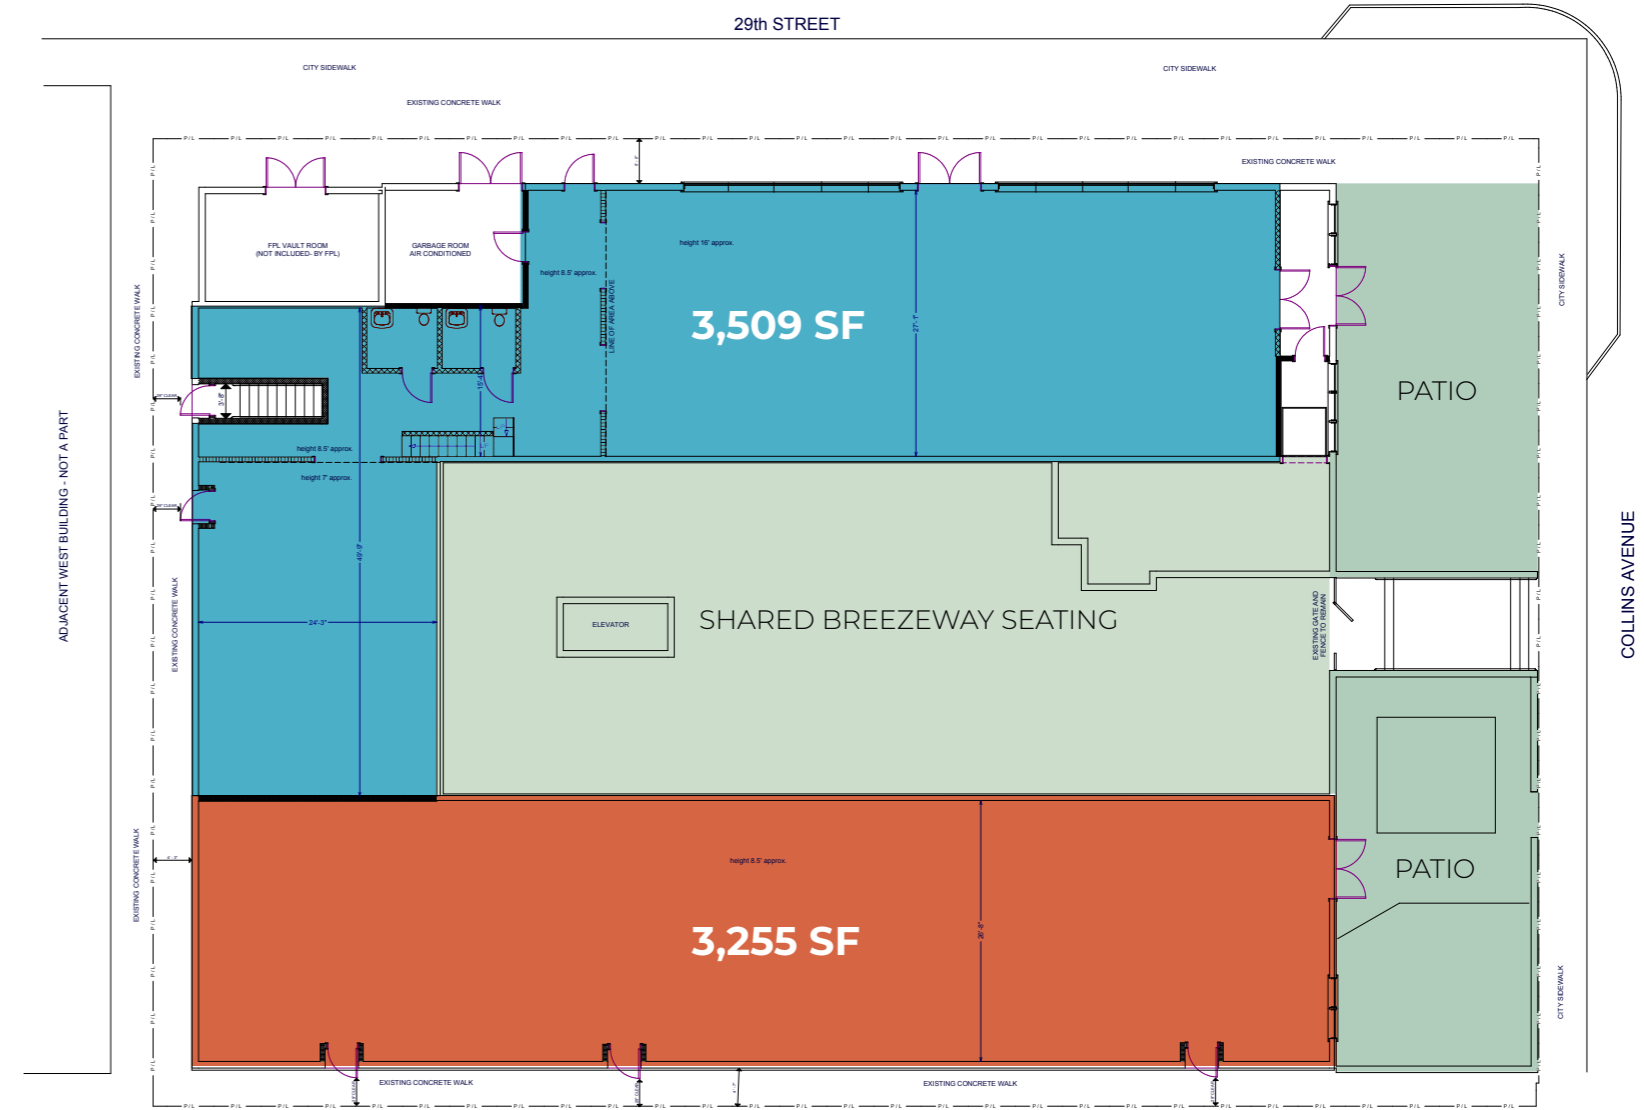 29th STREET
CITY SIDEWALK
CITY SIDEWALK
EXISTING CONCRETE WALK
EXISTING CONCRETE WALK
FPL VAULT ROOM
(NOT INCLUDED- BY FPL)
GARBAGE ROOM
AIR CONDITIONED
height 8.5' approx.
height 16' approx.
LINE OF AREA ABOVE
3,509 SF
27'-1"
CITY SIDEWALK
EXISTING CONCRETE WALK
PATIO
ADJACENT WEST BUILDING - NOT A PART
height 8.5' approx.
height 7' approx.
24'-3"
EXISTING CONCRETE WALK
ELEVATOR
SHARED BREEZEWAY SEATING
EXISTING GATE AND
FENCE TO REMAIN
COLLINS AVENUE
EXISTING CONCRETE WALK
height 8.5' approx.
3,255 SF
PATIO
CITY SIDEWALK
EXISTING CONCRETE WALK
EXISTING CONCRETE WALK